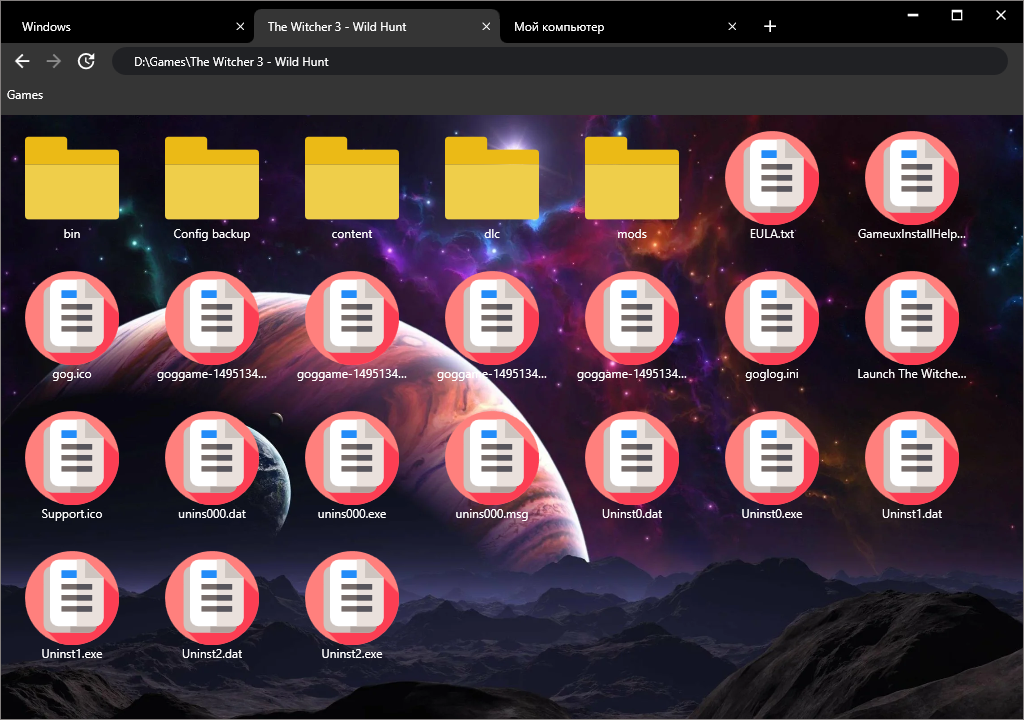 Windows
The Witcher 3 - Wild Hunt
Мой компьютер
D:\Games\The Witcher 3 - Wild Hunt
Games
bin
Config backup
content
dlc
mods
EULA.txt
GameuxInstallHelp...
gog.ico
goggame-1495134...
goggame-1495134...
goggame-1495134...
goggame-1495134...
goglog.ini
Launch The Witche...
Support.ico
unins000.dat
unins000.exe
unins000.msg
Uninst0.dat
Uninst0.exe
Uninst1.dat
Uninst1.exe
Uninst2.dat
Uninst2.exe